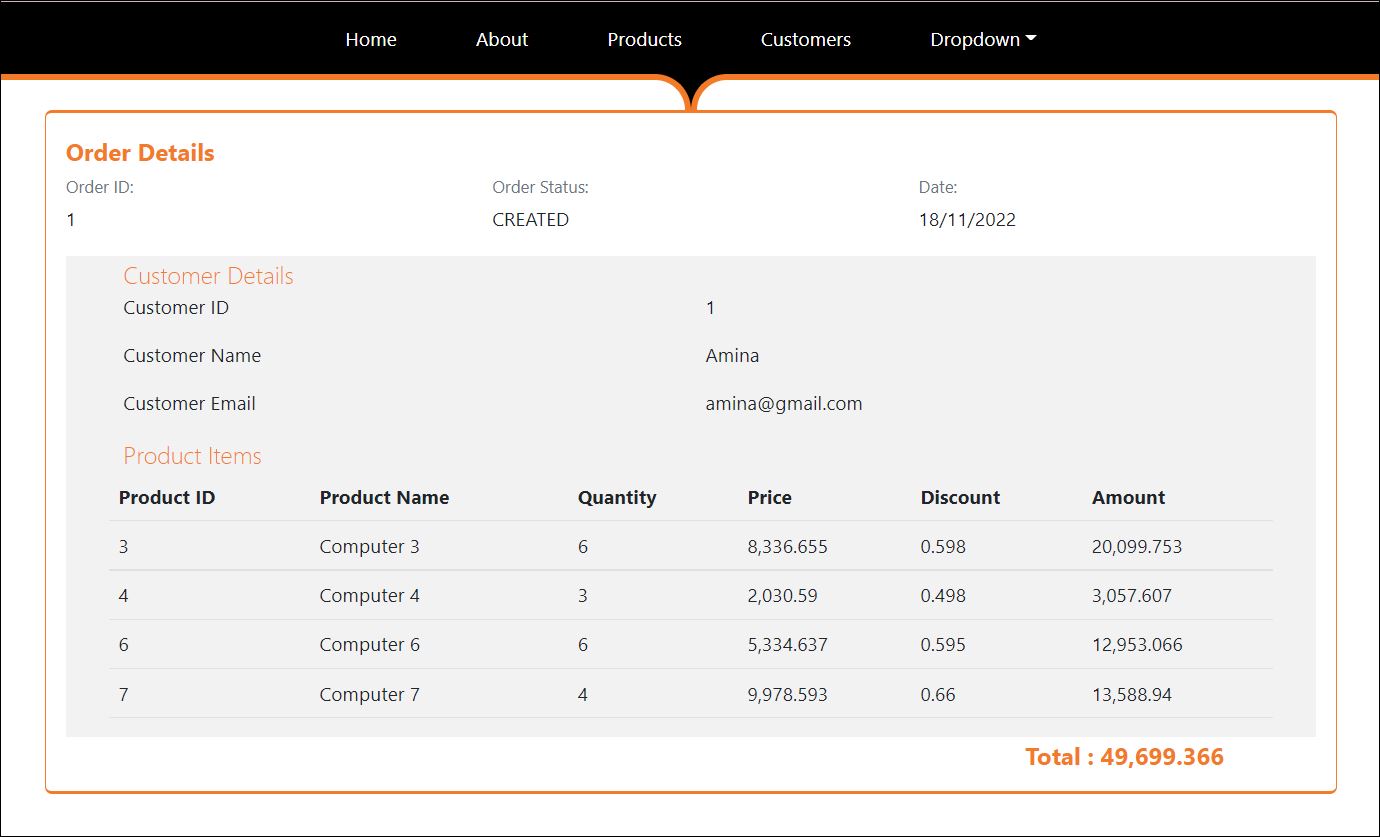 Home About Products Customers Dropdown
Order Details
Order ID: Order Status: Date:
1 CREATED 18/11/2022
Customer Details
Customer ID 1
Customer Name Amina
Customer Email amina@gmail.com
Product Items
Product ID Product Name Quantity Price Discount Amount
3 Computer 3 6 8,336.655 0.598 20,099.753
4 Computer 4 3 2,030.59 0.498 3,057.607
6 Computer 6 6 5,334.637 0.595 12,953.066
7 Computer 7 4 9,978.593 0.66 13,588.94
Total : 49,699.366